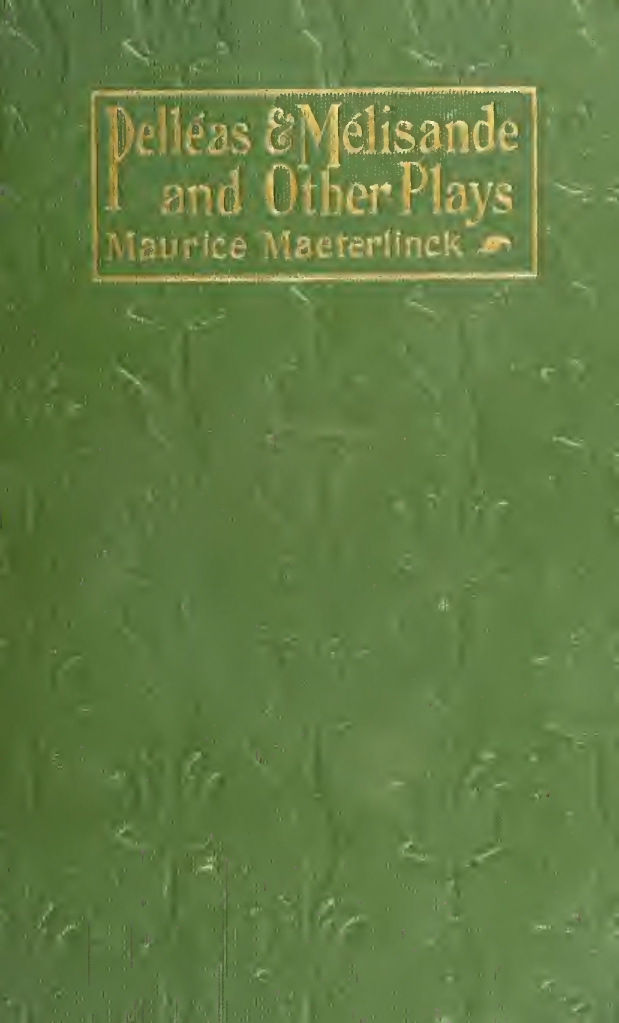 Pelléas & Mélisande
and Other Plays
Maurice Maeterlinck